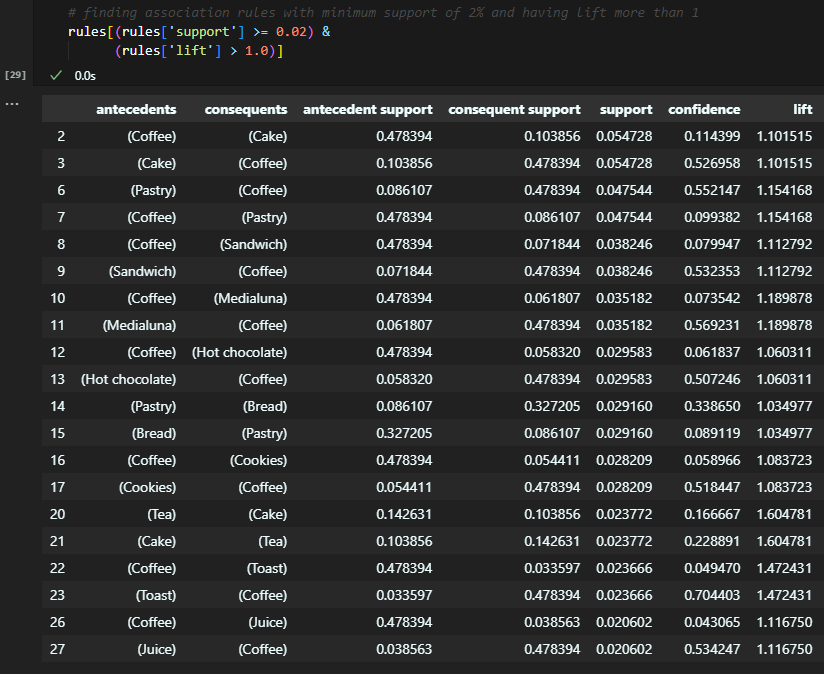 # finding association rules with minimum support of 2% and having lift more than 1
rules[(rules['support'] >= 0.02) &
(rules['lift'] > 1.0)]
[29] ✓ 0.0s
...
antecedents consequents antecedent support consequent support support confidence lift
2 (Coffee) (Cake) 0.478394 0.103856 0.054728 0.114399 1.101515
3 (Cake) (Coffee) 0.103856 0.478394 0.054728 0.526958 1.101515
6 (Pastry) (Coffee) 0.086107 0.478394 0.047544 0.552147 1.154168
7 (Coffee) (Pastry) 0.478394 0.086107 0.047544 0.099382 1.154168
8 (Coffee) (Sandwich) 0.478394 0.071844 0.038246 0.079947 1.112792
9 (Sandwich) (Coffee) 0.071844 0.478394 0.038246 0.532353 1.112792
10 (Coffee) (Medialuna) 0.478394 0.061807 0.035182 0.073542 1.189878
11 (Medialuna) (Coffee) 0.061807 0.478394 0.035182 0.569231 1.189878
12 (Coffee) (Hot chocolate) 0.478394 0.058320 0.029583 0.061837 1.060311
13 (Hot chocolate) (Coffee) 0.058320 0.478394 0.029583 0.507246 1.060311
14 (Pastry) (Bread) 0.086107 0.327205 0.029160 0.338650 1.034977
15 (Bread) (Pastry) 0.327205 0.086107 0.029160 0.089119 1.034977
16 (Coffee) (Cookies) 0.478394 0.054411 0.028209 0.058966 1.083723
17 (Cookies) (Coffee) 0.054411 0.478394 0.028209 0.518447 1.083723
20 (Tea) (Cake) 0.142631 0.103856 0.023772 0.166667 1.604781
21 (Cake) (Tea) 0.103856 0.142631 0.023772 0.228891 1.604781
22 (Coffee) (Toast) 0.478394 0.033597 0.023666 0.049470 1.472431
23 (Toast) (Coffee) 0.033597 0.478394 0.023666 0.704403 1.472431
26 (Coffee) (Juice) 0.478394 0.038563 0.020602 0.043065 1.116750
27 (Juice) (Coffee) 0.038563 0.478394 0.020602 0.534247 1.116750